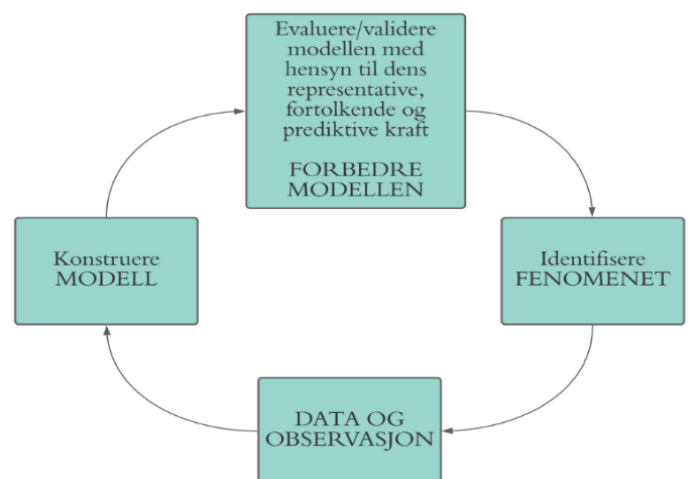 Evaluere/validere
modellen med
hensyn til dens
representative,
fortolkende og
prediktive kraft
FORBEDRE
MODELLEN
Konstruere
MODELL
Identifisere
FENOMENET
DATA OG
OBSERVASJON